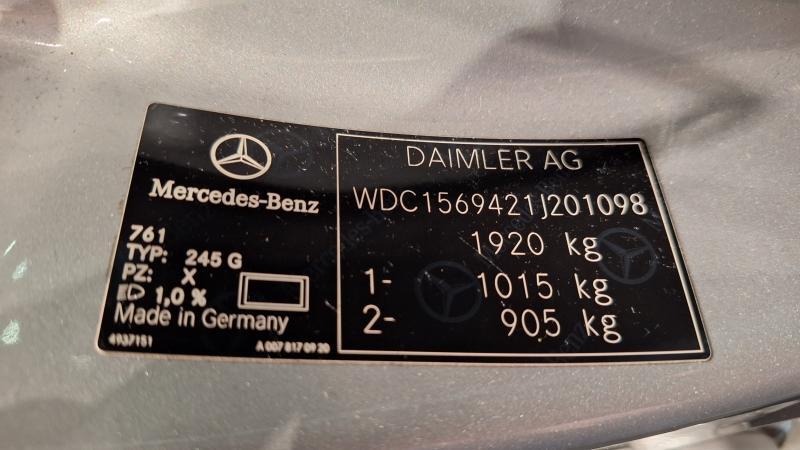 Mercedes-Benz
761
TYP: 245 G
PZ: X
1,0 %
Made in Germany
4937151
A 007 817 09 20
DAIMLER AG
WDC1569421J201098
1920 kg
1- 1015 kg
2- 905 kg